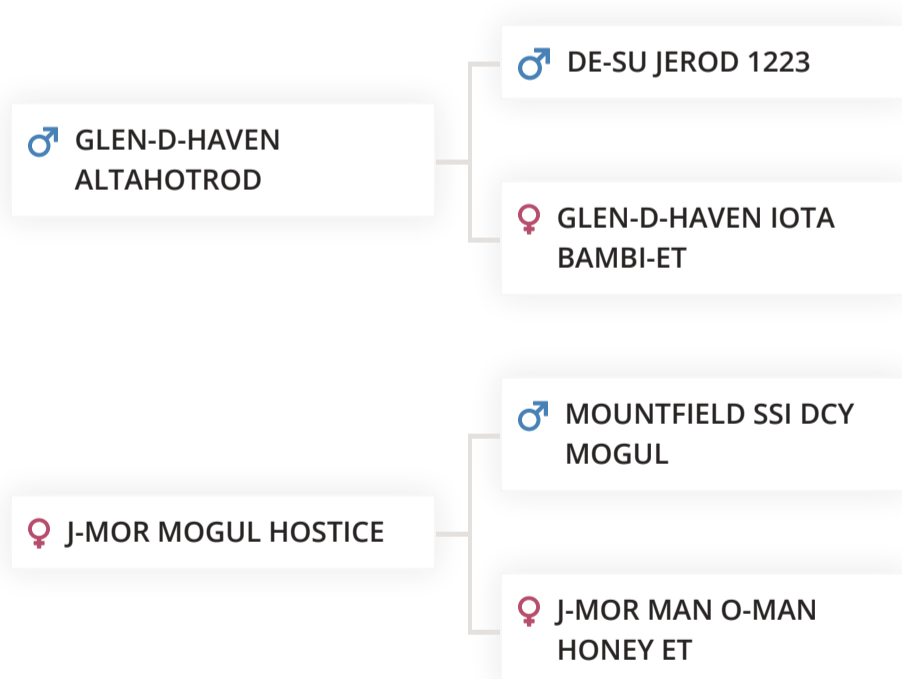 DE-SU JEROD 1223
GLEN-D-HAVEN
ALTAHOTROD
GLEN-D-HAVEN IOTA
BAMBI-ET
MOUNTFIELD SSI DCY
MOGUL
J-MOR MOGUL HOSTICE
J-MOR MAN O-MAN
HONEY ET